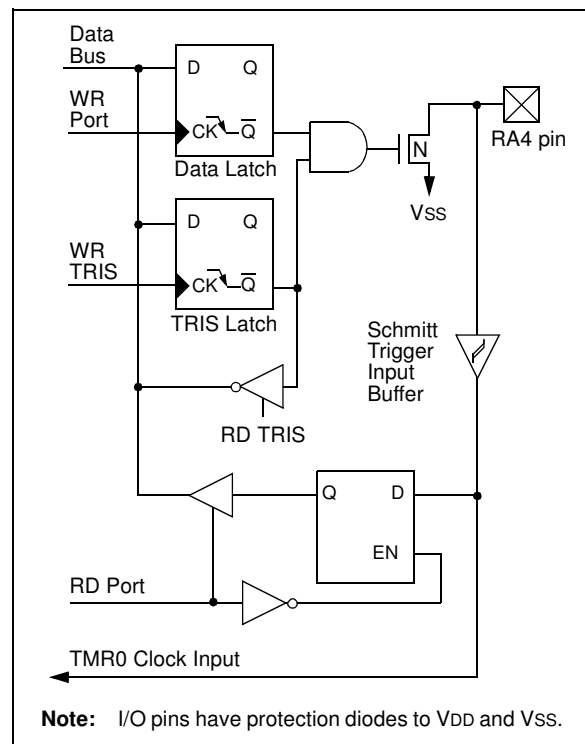 Data
Bus
D Q
WR
Port
CK Q
N
RA4 pin
Data Latch
VSS
D Q
WR
TRIS
CK Q
TRIS Latch
Schmitt
Trigger
Input
Buffer
RD TRIS
Q D
EN
RD Port
TMR0 Clock Input
Note: I/O pins have protection diodes to VDD and VSS.